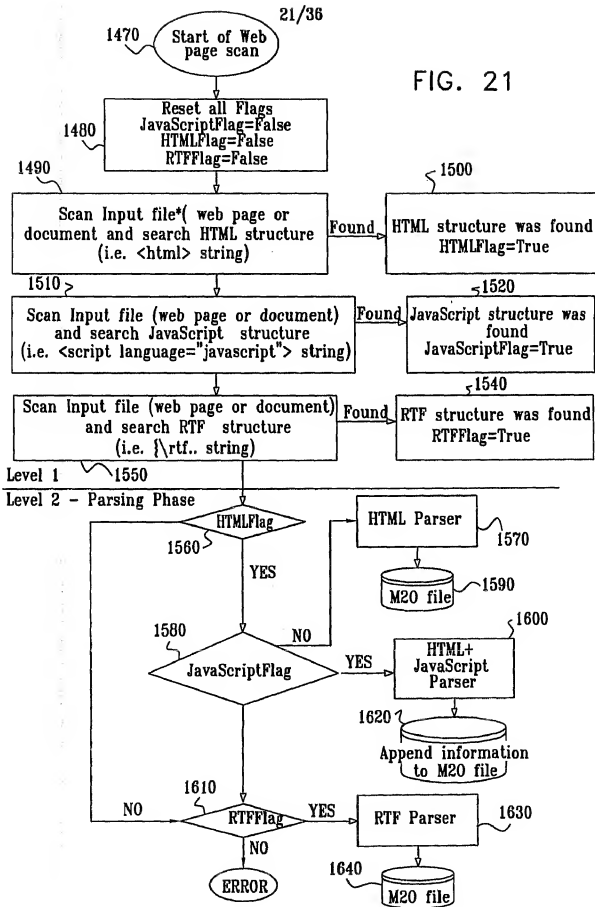 21/36
1470
Start of Web
page scan
FIG. 21
Reset all Flags
JavaScriptFlag=False
HTMLFlag=False
RTFFlag=False
1480
1490
Scan Input file*( web page or
document and search HTML structure
(i.e. <html> string)
Found
1500
HTML structure was found
HTMLFlag=True
1510
Scan Input file (web page or document)
and search JavaScript structure
(i.e. <script language="javascript"> string)
Found
1520
JavaScript structure was
found
JavaScriptFlag=True
Scan Input file (web page or document)
and search RTF structure
(i.e. {\rtf.. string)
Found
1540
RTF structure was found
RTFFlag=True
1550
Level 1
Level 2 - Parsing Phase
HTMLFlag
1560
HTML Parser
1570
YES
M20 file
1590
1580
NO
JavaScriptFlag
YES
1600
HTML+
JavaScript
Parser
1620
Append information
to M20 file
NO
1610
RTFFlag
YES
RTF Parser
1630
NO
ERROR
1640
M20 file